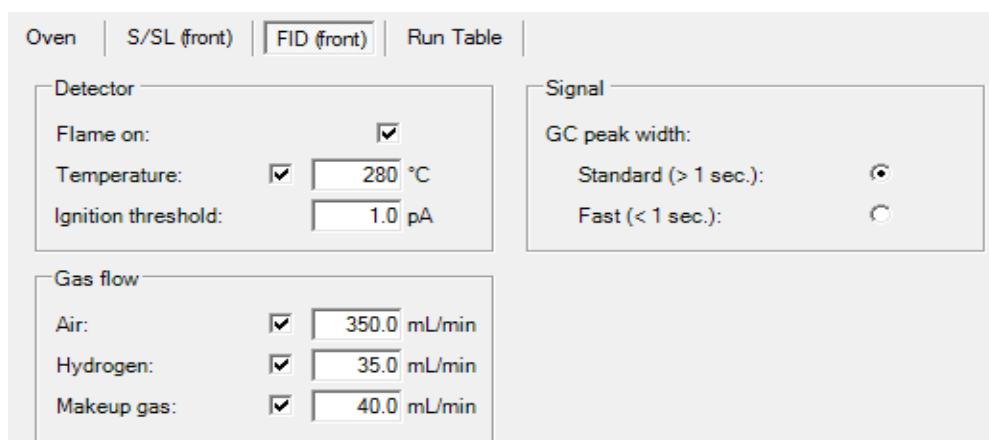 Oven S/SL (front) FID (front) Run Table
Detector
Flame on:
Temperature: 280 °C
Ignition threshold: 1.0 pA
Signal
GC peak width:
Standard (> 1 sec.):
Fast (< 1 sec.):
Gas flow
Air: 350.0 mL/min
Hydrogen: 35.0 mL/min
Makeup gas: 40.0 mL/min